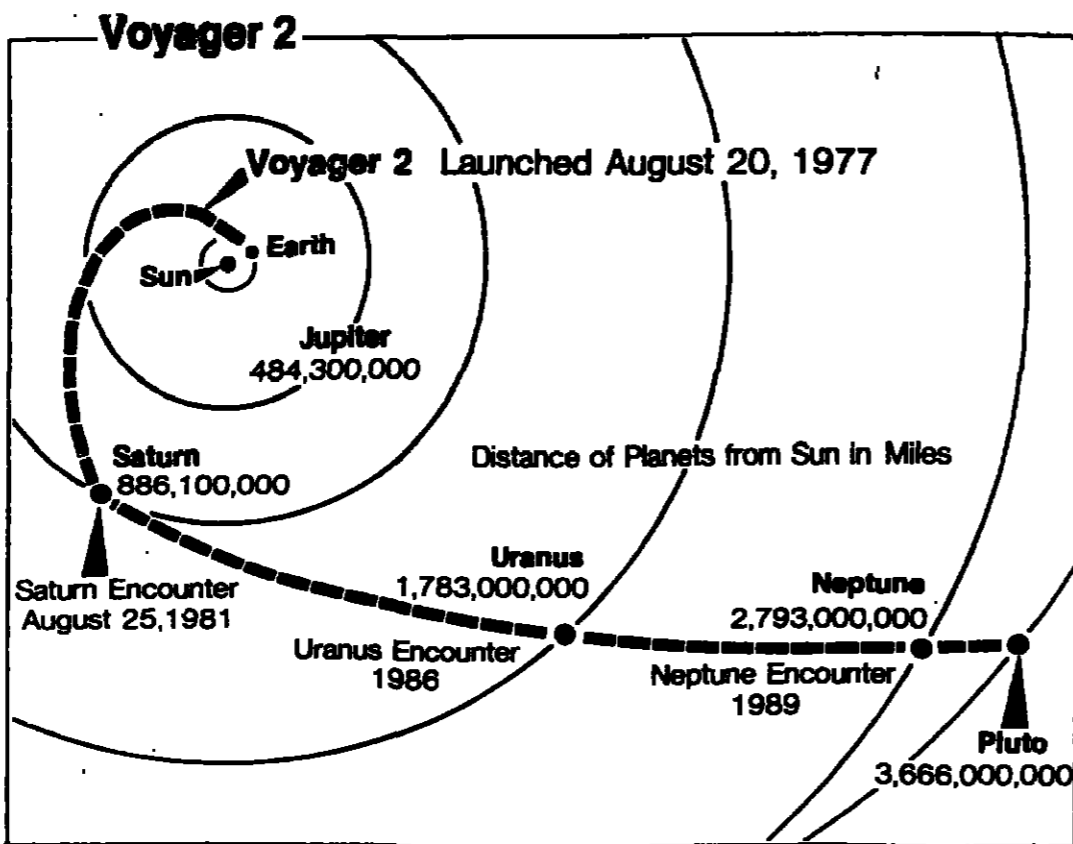 Voyager 2
Voyager 2 Launched August 20, 1977
Earth
Sun
Jupiter
484,300,000
Saturn
886,100,000
Distance of Planets from Sun in Miles
Saturn Encounter
August 25,1981
Uranus
1,783,000,000
Uranus Encounter
1986
Neptune
2,793,000,000
Neptune Encounter
1989
Pluto
3,666,000,000